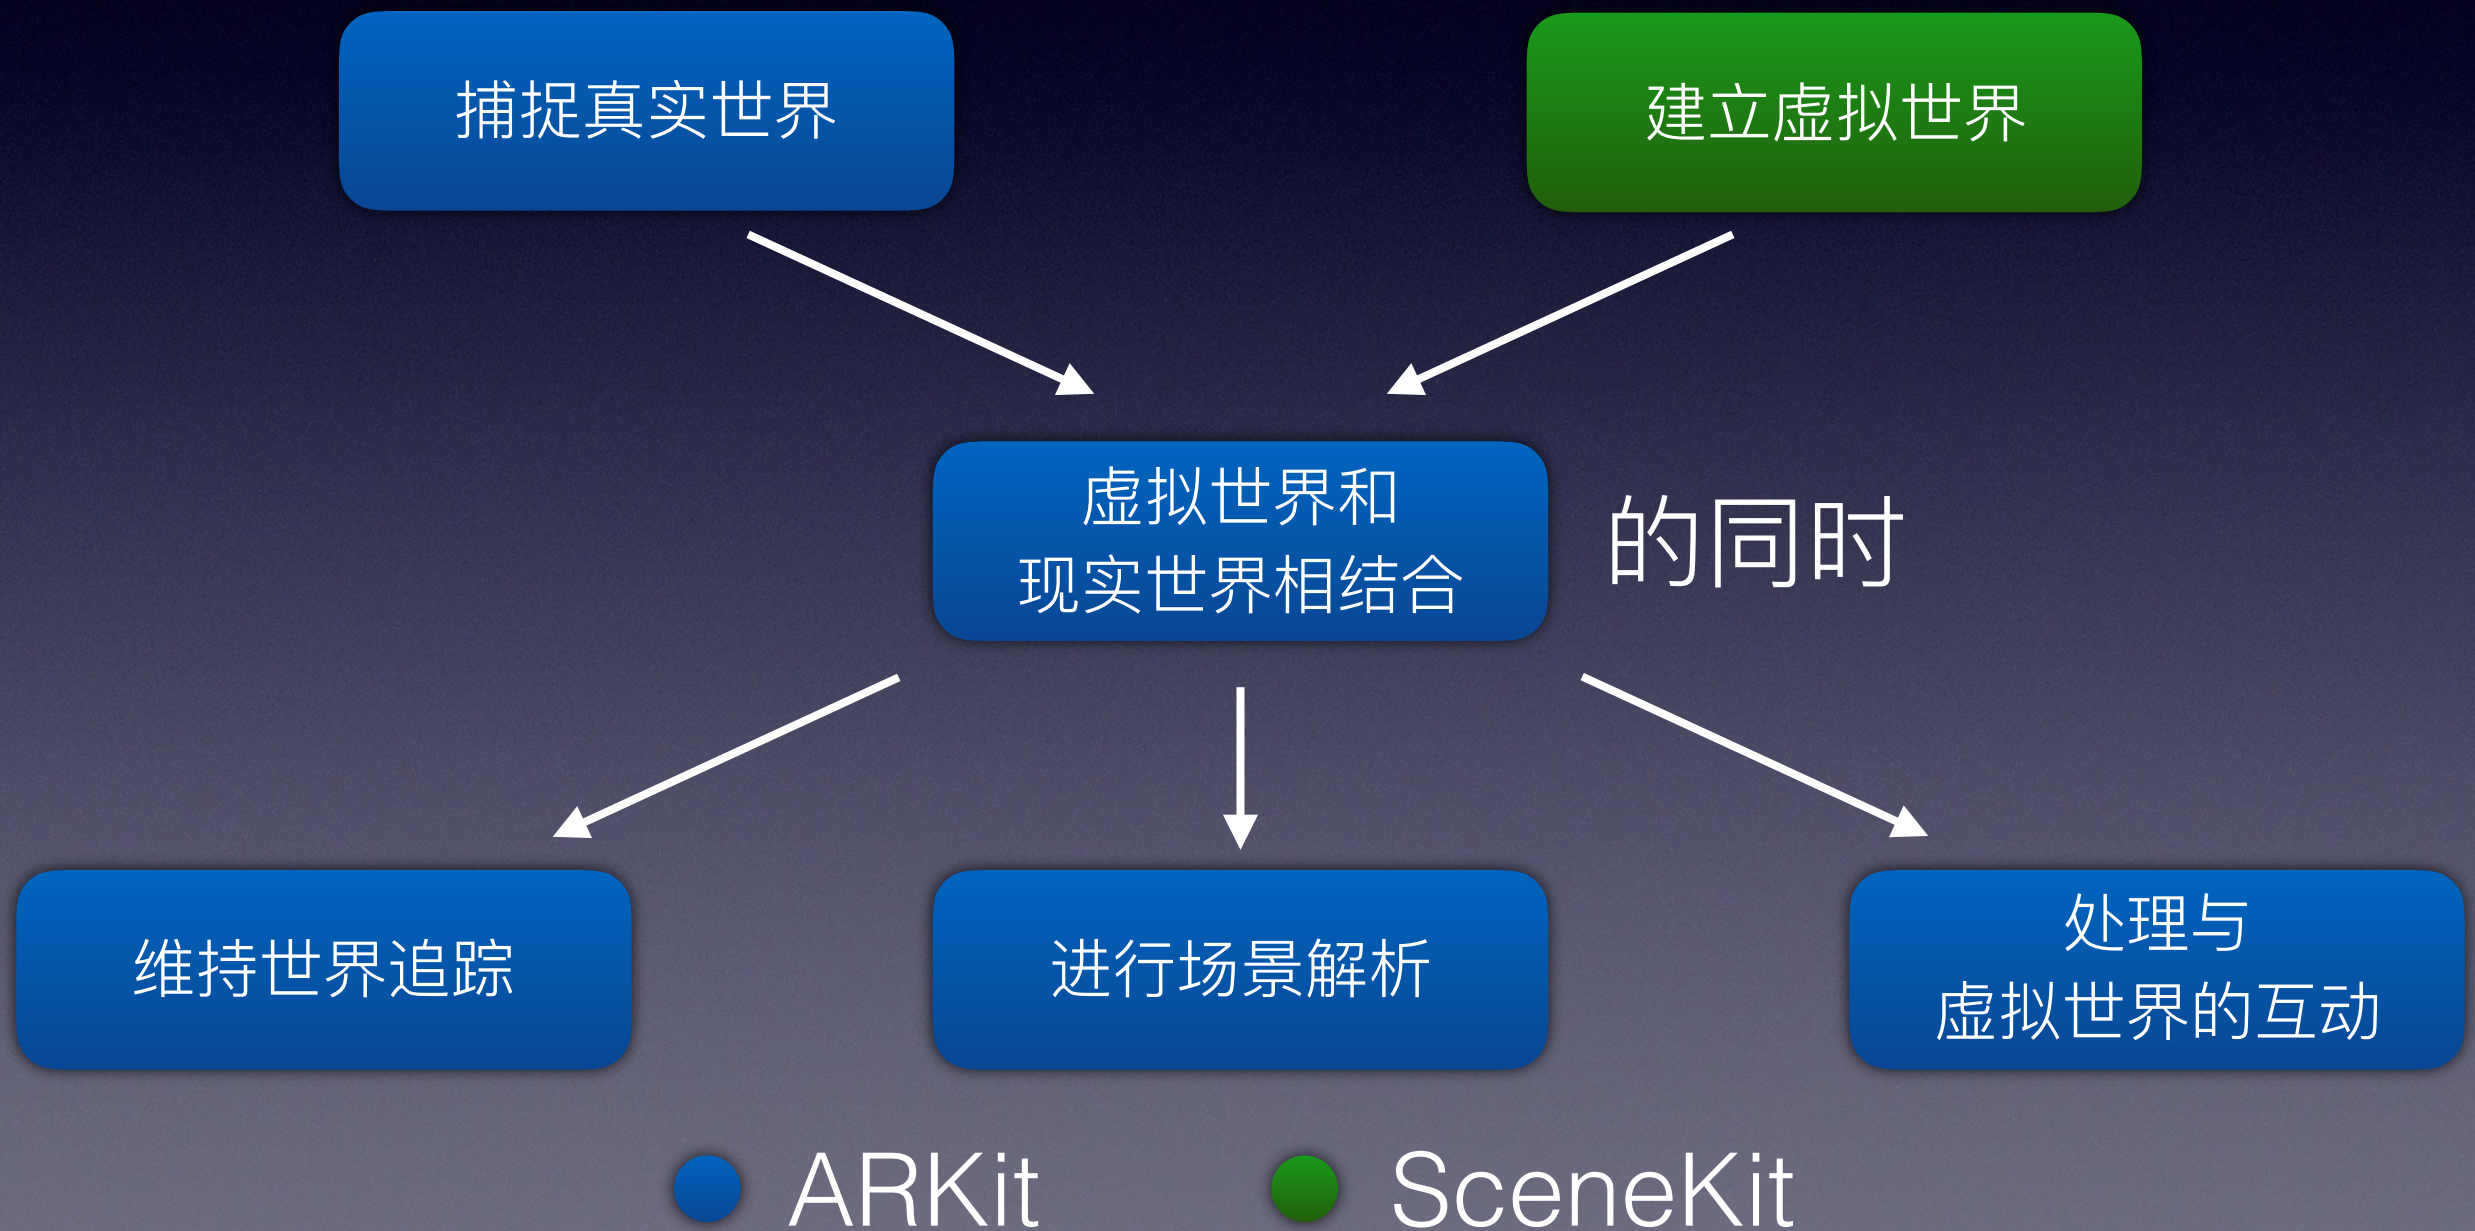 捕捉真实世界
建立虚拟世界
虚拟世界和
现实世界相结合
的同时
维持世界追踪
进行场景解析
处理与
虚拟世界的互动
ARKit
SceneKit